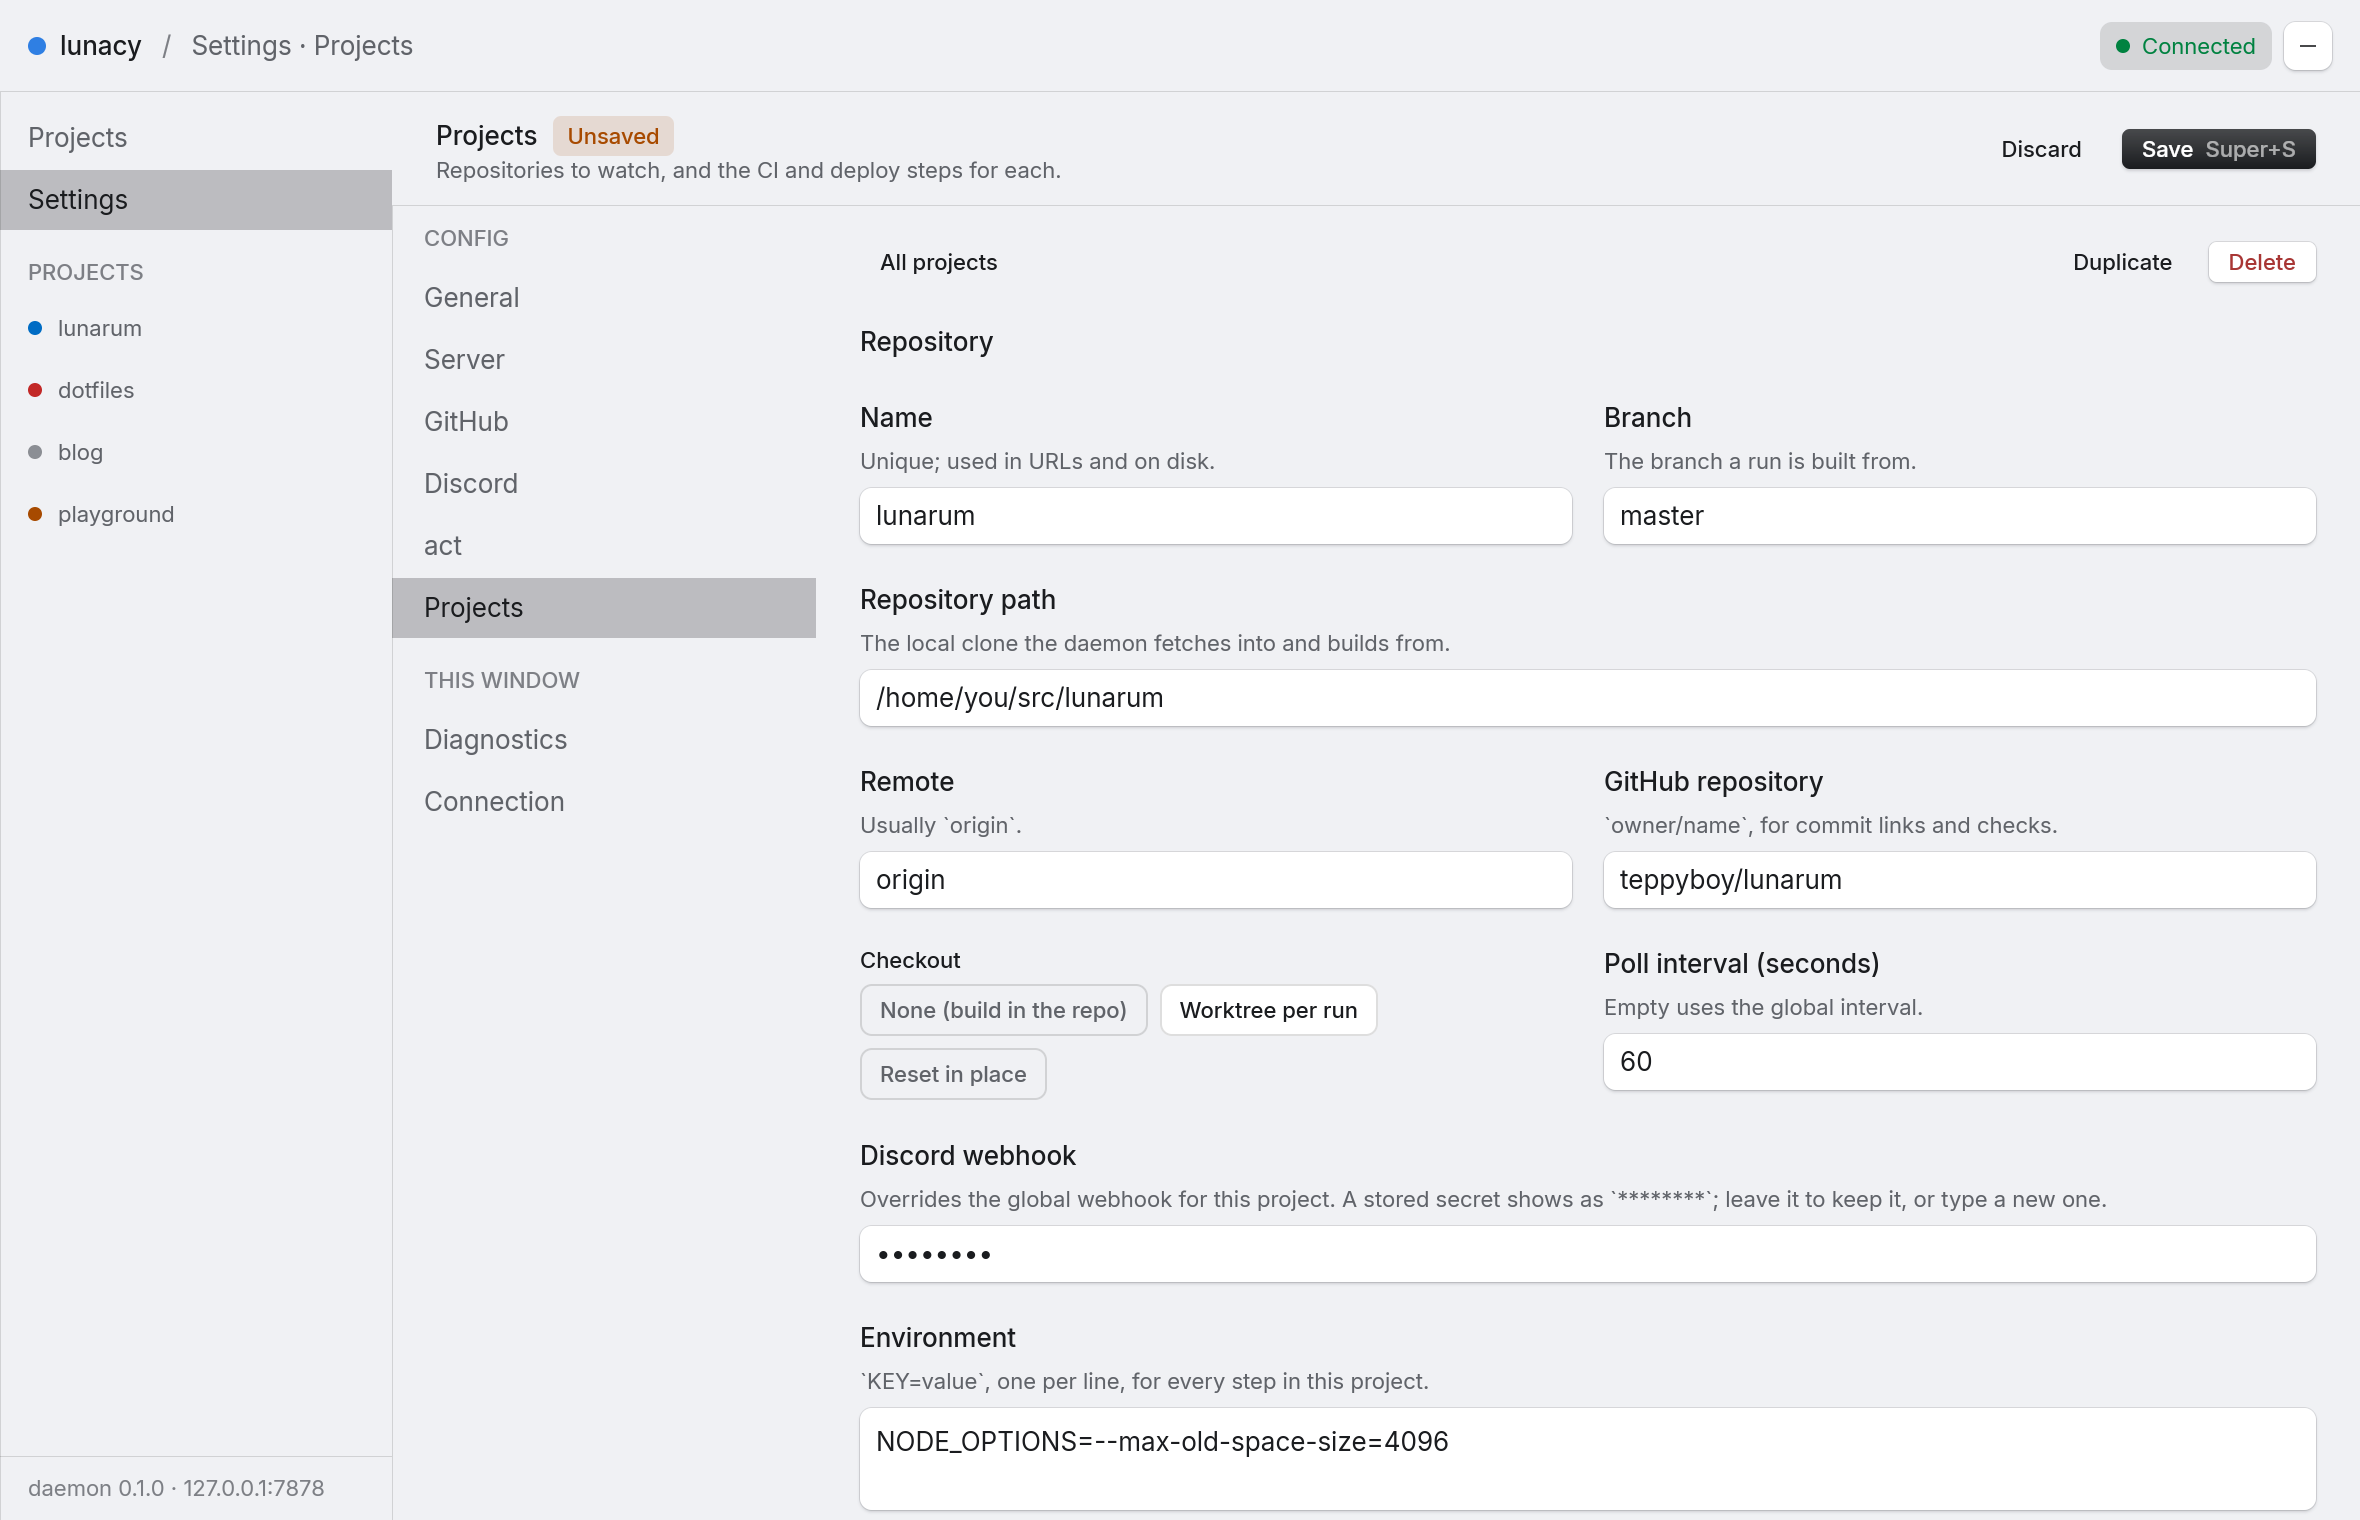 lunacy / Settings · Projects
Connected
Projects
Settings
PROJECTS
lunarum
dotfiles
blog
playground
daemon 0.1.0 · 127.0.0.1:7878
Projects Unsaved
Repositories to watch, and the CI and deploy steps for each.
Discard
Save Super+S
CONFIG
General
Server
GitHub
Discord
act
Projects
THIS WINDOW
Diagnostics
Connection
All projects
Duplicate
Delete
Repository
Name
Unique; used in URLs and on disk.
lunarum
Branch
The branch a run is built from.
master
Repository path
The local clone the daemon fetches into and builds from.
/home/you/src/lunarum
Remote
Usually `origin`.
origin
GitHub repository
`owner/name`, for commit links and checks.
teppyboy/lunarum
Checkout
None (build in the repo)
Worktree per run
Reset in place
Poll interval (seconds)
Empty uses the global interval.
60
Discord webhook
Overrides the global webhook for this project. A stored secret shows as `********`; leave it to keep it, or type a new one.
••••••••
Environment
`KEY=value`, one per line, for every step in this project.
NODE_OPTIONS=--max-old-space-size=4096